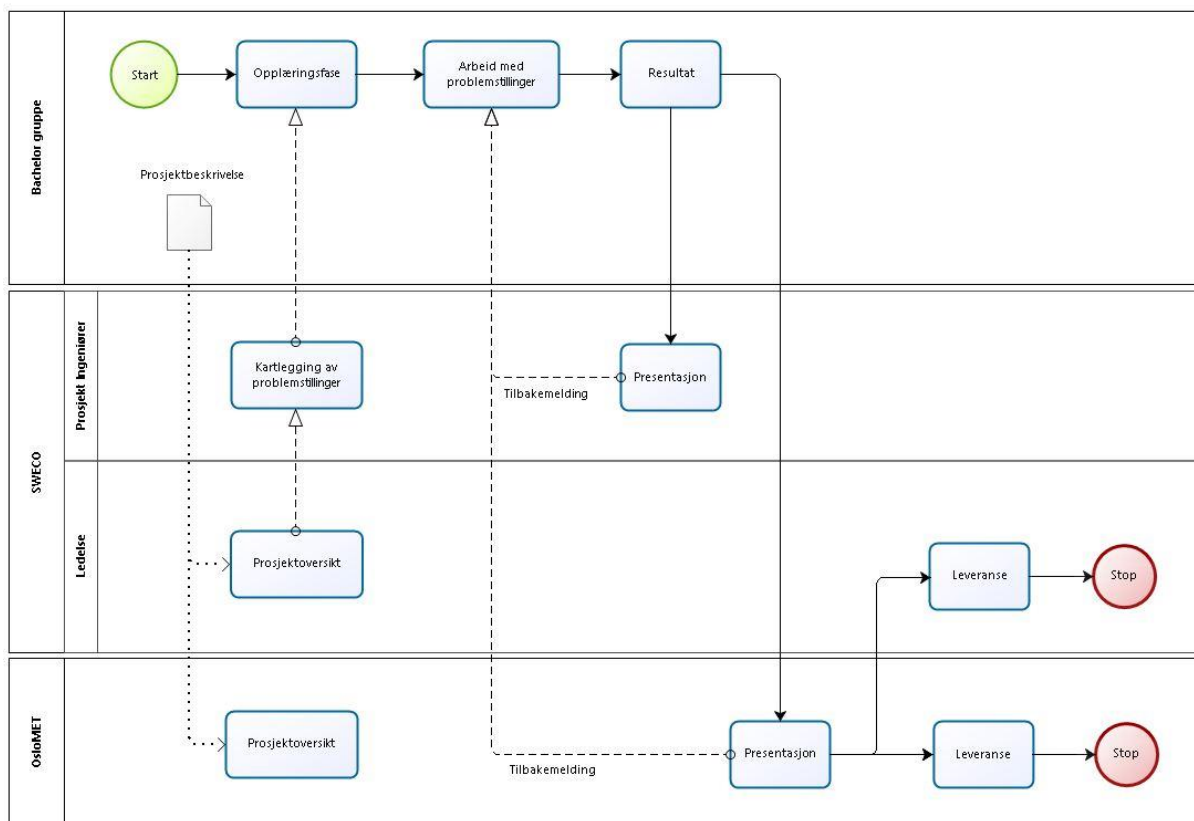 Bachelor gruppe
Start
Opplæringsfase
Arbeid med
problemstillinger
Resultat
Prosjektbeskrivelse
SWECO
Prosjekt Ingeniører
Kartlegging av
problemstillinger
Presentasjon
Tilbakemelding
Ledelse
Prosjektoversikt
Leveranse
Stop
OsloMET
Prosjektoversikt
Tilbakemelding
Presentasjon
Leveranse
Stop